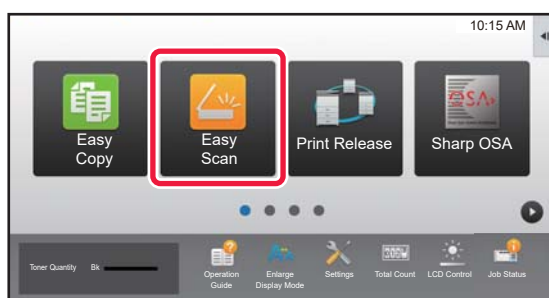 10:15 AM
Easy
Copy
Easy
Scan
Print Release
Sharp OSA
Toner Quantity Bk
Operation
Guide
Enlarge
Display Mode
Settings
Total Count
LCD Control
Job Status